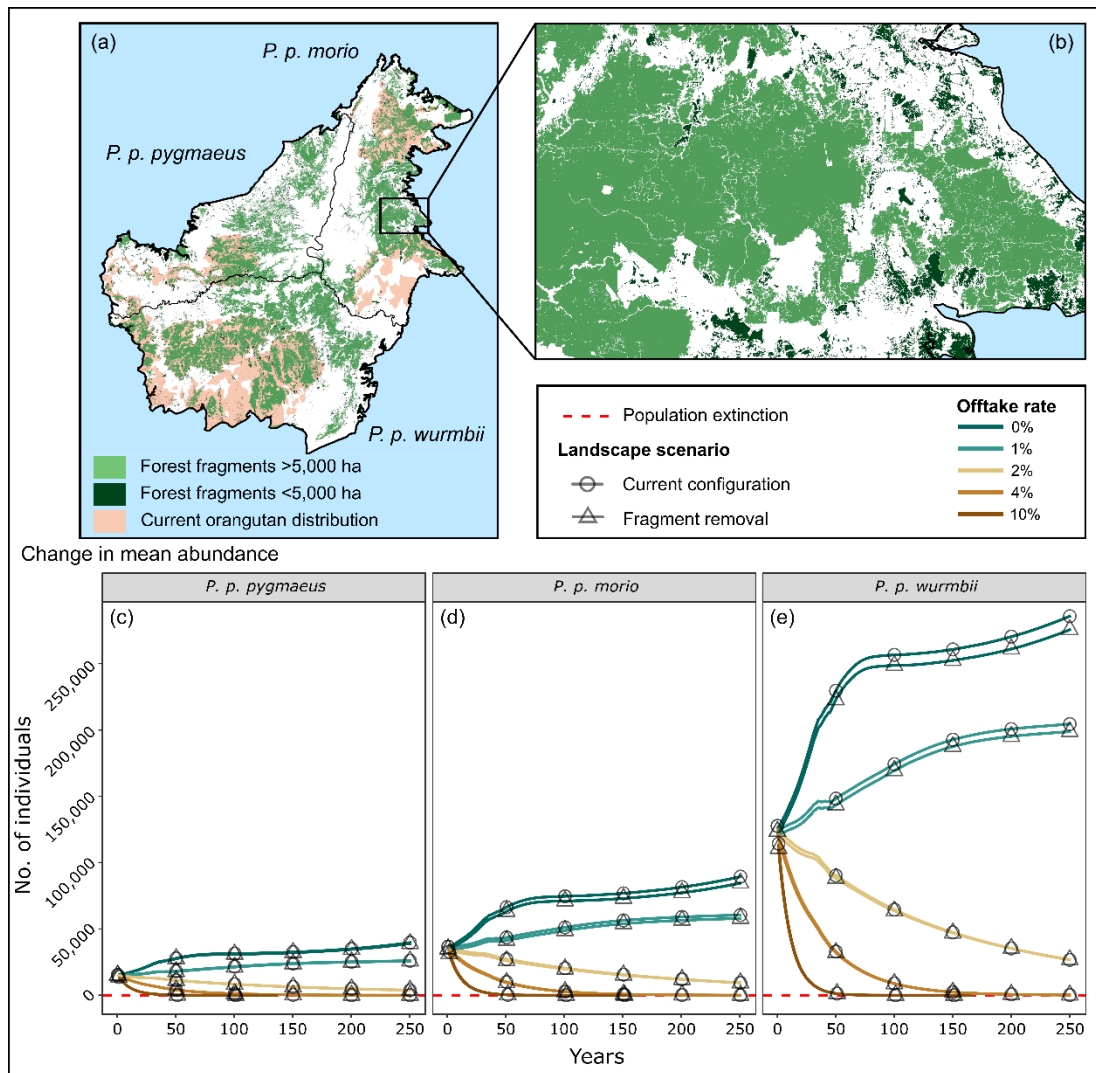 (a)
P. p. morio
P. p. pygmaeus
P. p. wurmbii
Forest fragments >5,000 ha
Forest fragments <5,000 ha
Current orangutan distribution
(b)
Population extinction
Landscape scenario
Current configuration
Fragment removal
Offtake rate
0%
1%
2%
4%
10%
Change in mean abundance
P. p. pygmaeus
P. p. morio
P. p. wurmbii
(c)
(d)
(e)
No. of individuals
250,000
200,000
150,000
100,000
50,000
0
0 50 100 150 200 250
0 50 100 150 200 250
0 50 100 150 200 250
Years